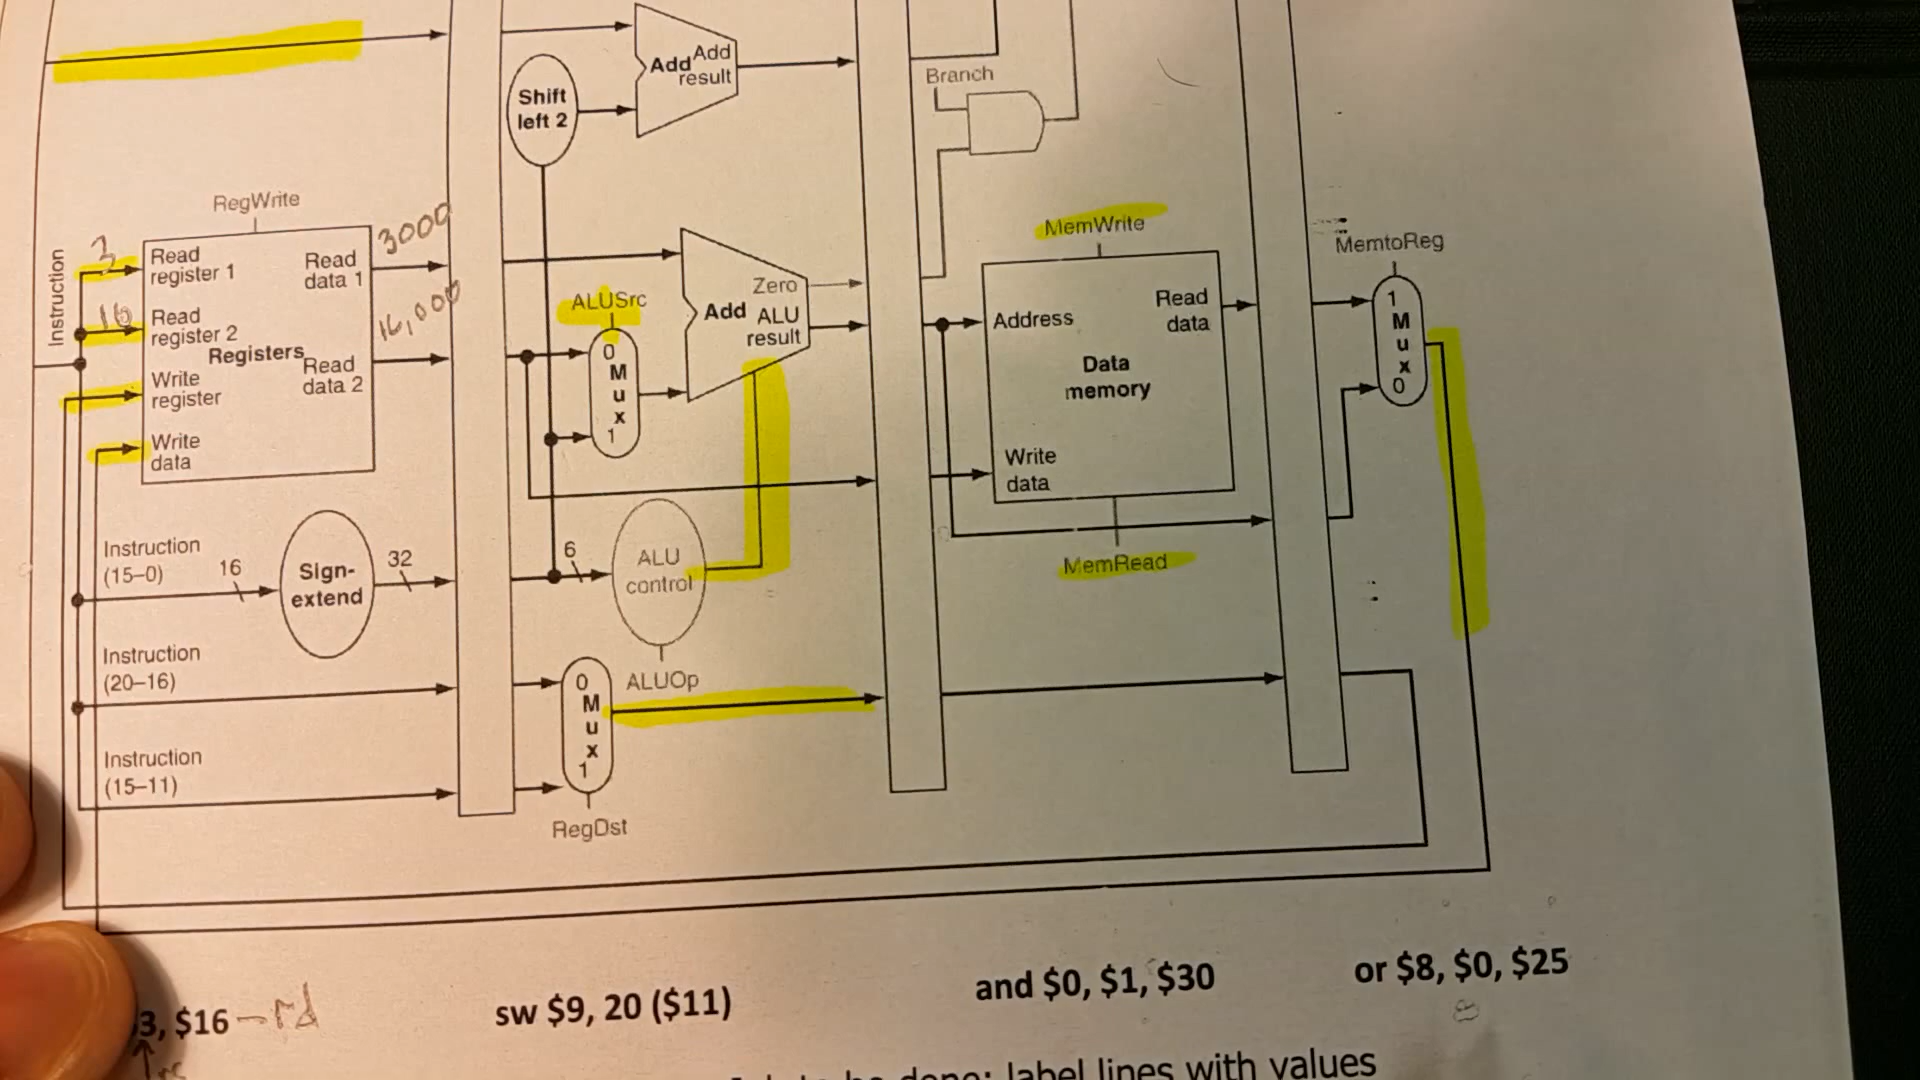 Add Add
result
Branch
Shift
left 2
RegWrite
3000
MemWrite
MemtoReg
Instruction
3
Read
register 1
Read
data 1
16
Read
register 2
16,000
ALUSrc
Zero
Add ALU
result
Address
Read
data
1
M
u
x
0
Registers
Read
data 2
Write
register
0
M
u
x
1
Data
memory
Write
data
Write
data
Instruction
(15–0)
16
Sign-
extend
32
6
ALU
control
MemRead
Instruction
(20–16)
0
M
u
x
1
ALUOp
Instruction
(15–11)
RegDst
3, $16 – rd
sw $9, 20 ($11)
and $0, $1, $30
or $8, $0, $25
8
label lines with values